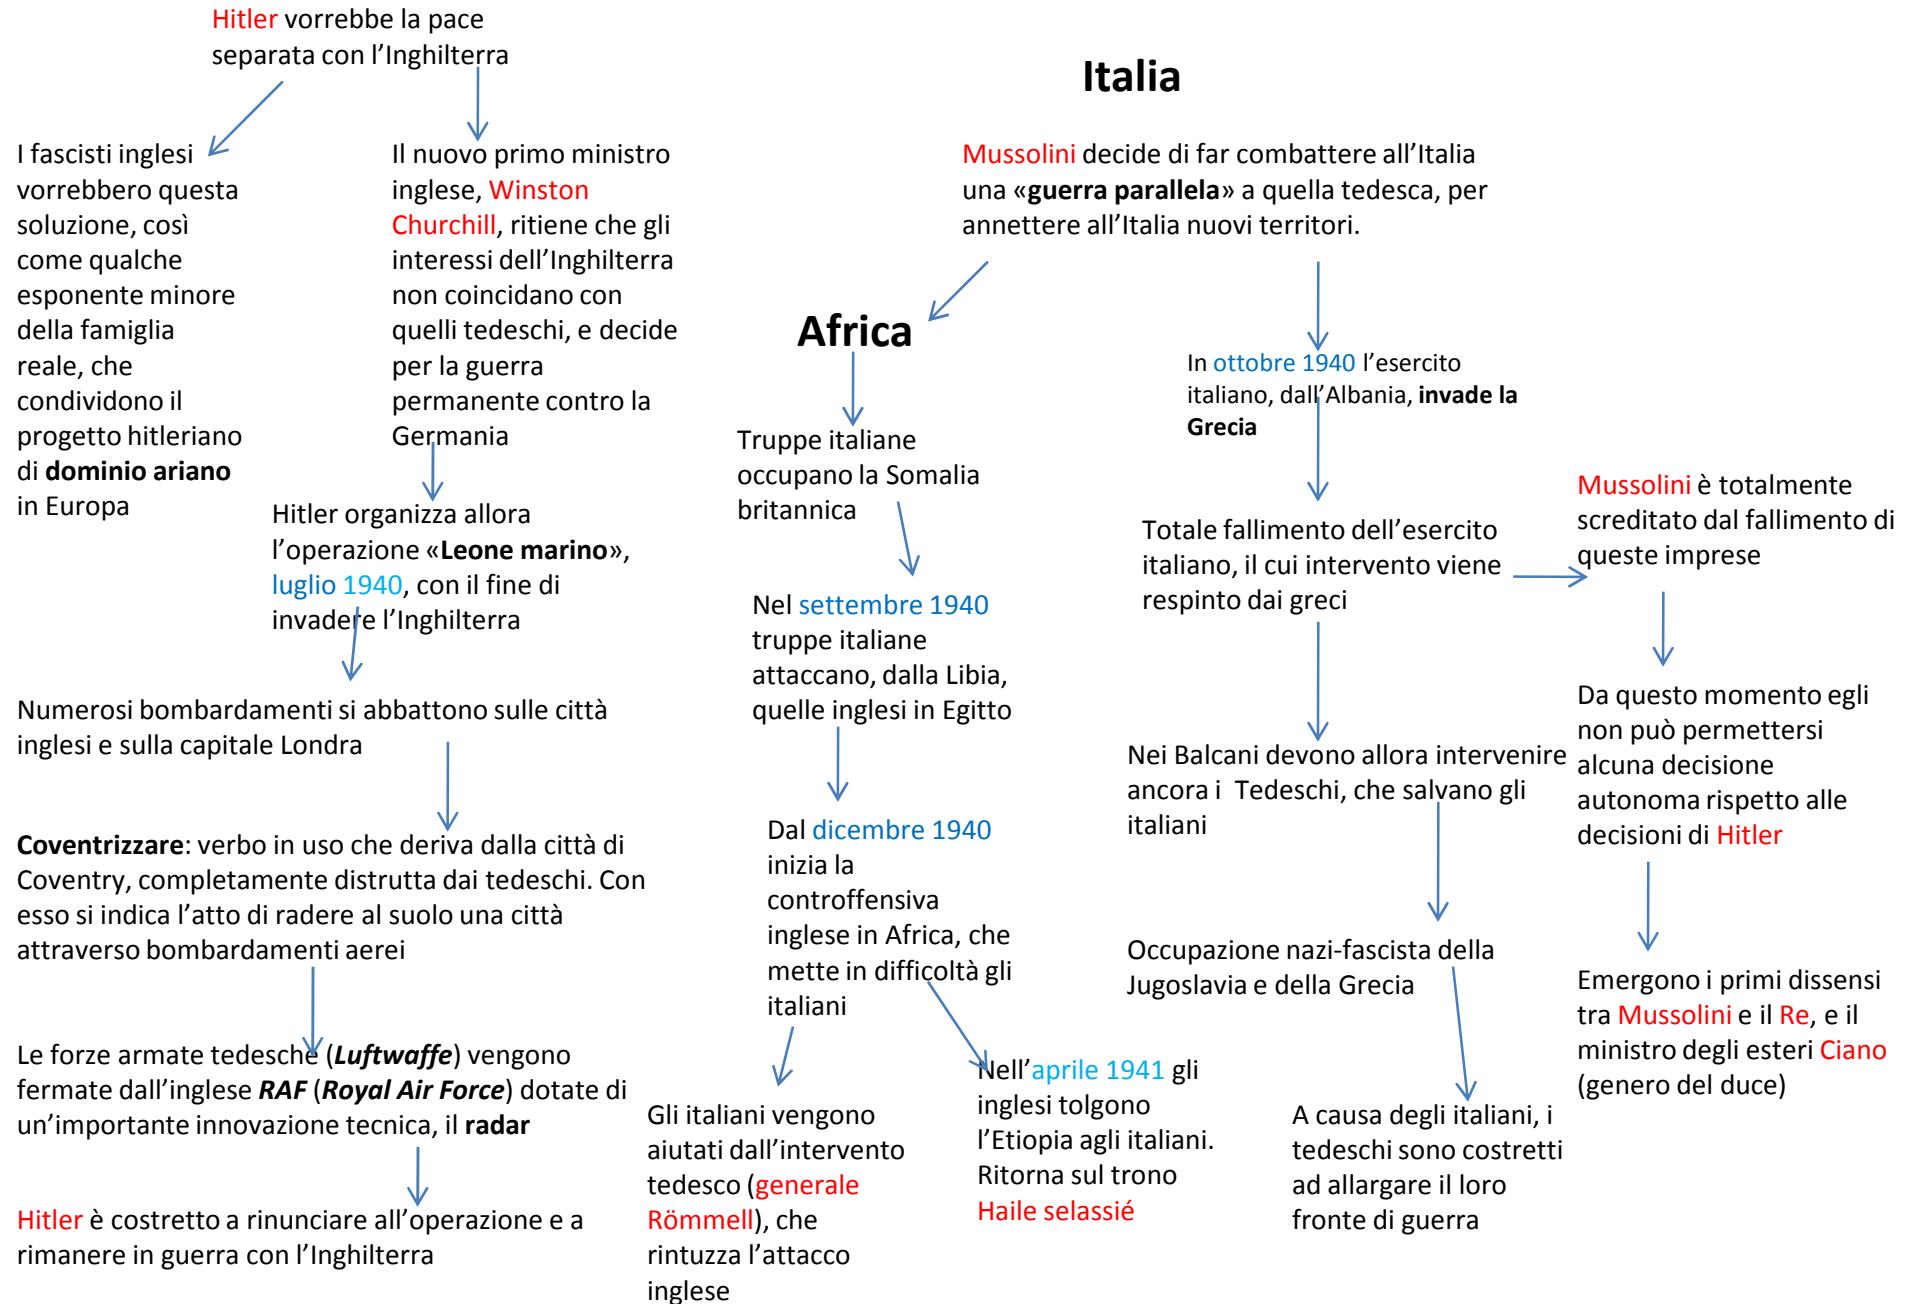 Hitler vorrebbe la pace
separata con l’Inghilterra
I fascisti inglesi
vorrebbero questa
soluzione, così
come qualche
esponente minore
della famiglia
reale, che
condividono il
progetto hitleriano
di dominio ariano
in Europa
Il nuovo primo ministro
inglese, Winston
Churchill, ritiene che gli
interessi dell’Inghilterra
non coincidano con
quelli tedeschi, e decide
per la guerra
permanente contro la
Germania
Hitler organizza allora
l’operazione «Leone marino»,
luglio 1940, con il fine di
invadere l’Inghilterra
Numerosi bombardamenti si abbattono sulle città
inglesi e sulla capitale Londra
Coventrizzare: verbo in uso che deriva dalla città di
Coventry, completamente distrutta dai tedeschi. Con
esso si indica l’atto di radere al suolo una città
attraverso bombardamenti aerei
Le forze armate tedesche (Luftwaffe) vengono
fermate dall’inglese RAF (Royal Air Force) dotate di
un’importante innovazione tecnica, il radar
Hitler è costretto a rinunciare all’operazione e a
rimanere in guerra con l’Inghilterra
Italia
Mussolini decide di far combattere all’Italia
una «guerra parallela» a quella tedesca, per
annettere all’Italia nuovi territori.
Africa
Truppe italiane
occupano la Somalia
britannica
Nel settembre 1940
truppe italiane
attaccano, dalla Libia,
quelle inglesi in Egitto
Dal dicembre 1940
inizia la
controffensiva
inglese in Africa, che
mette in difficoltà gli
italiani
Gli italiani vengono
aiutati dall’intervento
tedesco (generale
Römmell), che
rintuzza l’attacco
inglese
Nell’aprile 1941 gli
inglesi tolgono
l’Etiopia agli italiani.
Ritorna sul trono
Haile selassié
In ottobre 1940 l’esercito
italiano, dall’Albania, invade la
Grecia
Totale fallimento dell’esercito
italiano, il cui intervento viene
respinto dai greci
Nei Balcani devono allora intervenire
ancora i Tedeschi, che salvano gli
italiani
Occupazione nazi-fascista della
Jugoslavia e della Grecia
A causa degli italiani, i
tedeschi sono costretti
ad allargare il loro
fronte di guerra
Mussolini è totalmente
screditato dal fallimento di
queste imprese
Da questo momento egli
non può permettersi
alcuna decisione
autonoma rispetto alle
decisioni di Hitler
Emergono i primi dissensi
tra Mussolini e il Re, e il
ministro degli esteri Ciano
(genero del duce)